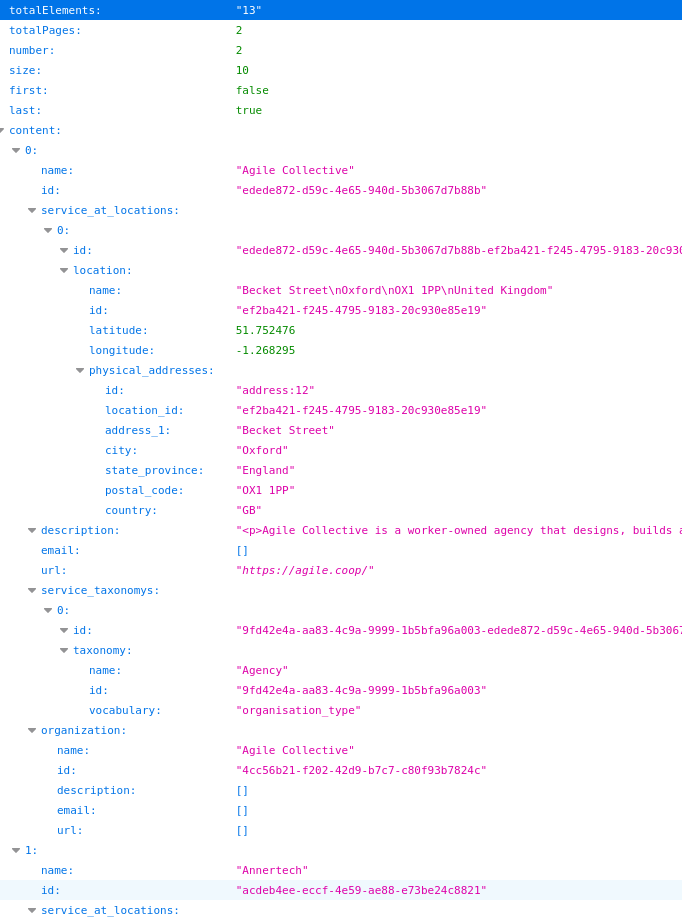 totalElements: "13"
totalPages: 2
number: 2
size: 10
first: false
last: true
content:
0:
name: "Agile Collective"
id: "edede872-d59c-4e65-940d-5b3067d7b88b"
service_at_locations:
0:
id: "edede872-d59c-4e65-940d-5b3067d7b88b-ef2ba421-f245-4795-9183-20c930
location:
name: "Becket Street\nOxford\nOX1 1PP\nUnited Kingdom"
id: "ef2ba421-f245-4795-9183-20c930e85e19"
latitude: 51.752476
longitude: -1.268295
physical_addresses:
id: "address:12"
location_id: "ef2ba421-f245-4795-9183-20c930e85e19"
address_1: "Becket Street"
city: "Oxford"
state_province: "England"
postal_code: "OX1 1PP"
country: "GB"
description: "<p>Agile Collective is a worker-owned agency that designs, builds a
email: []
url: "https://agile.coop/"
service_taxonomys:
0:
id: "9fd42e4a-aa83-4c9a-9999-1b5bfa96a003-edede872-d59c-4e65-940d-5b3067
taxonomy:
name: "Agency"
id: "9fd42e4a-aa83-4c9a-9999-1b5bfa96a003"
vocabulary: "organisation_type"
organization:
name: "Agile Collective"
id: "4cc56b21-f202-42d9-b7c7-c80f93b7824c"
description: []
email: []
url: []
1:
name: "Annertech"
id: "acdeb4ee-eccf-4e59-ae88-e73be24c8821"
service_at_locations: